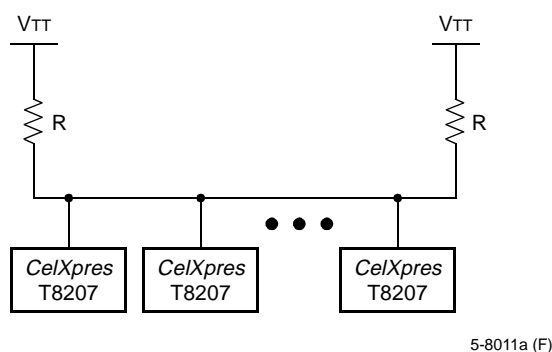 VTT
VTT
R
R
CelXpres
T8207
CelXpres
T8207
CelXpres
T8207
5-8011a (F)